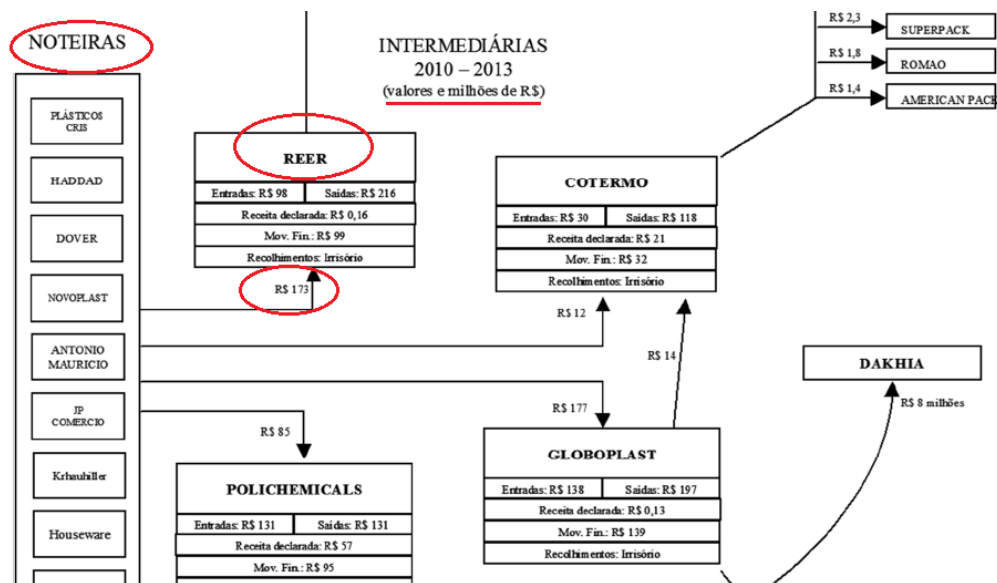 NOTEIRAS
PLÁSTICOS
CRIS
HADDAD
DOVER
NOVOPLAST
ANTONIO
MAURICIO
JP
COMERCIO
Krhauhiller
Houseware
INTERMEDIÁRIAS
2010 – 2013
(valores e milhões de R$)
REER
Entradas: R$ 98
Saídas: R$ 216
Receita declarada: R$ 0,16
Mov. Fin.: R$ 99
Recolhimentos: Irrisório
R$ 173
COTERMO
Entradas: R$ 30
Saídas: R$ 118
Receita declarada: R$ 21
Mov. Fin.: R$ 32
Recolhimentos: Irrisório
R$ 12
R$ 14
R$ 177
R$ 85
POLICHEMICALS
Entradas: R$ 131
Saídas: R$ 131
Receita declarada: R$ 57
Mov. Fin.: R$ 95
GLOBOPLAST
Entradas: R$ 138
Saídas: R$ 197
Receita declarada: R$ 0,13
Mov. Fin.: R$ 139
Recolhimentos: Irrisório
R$ 2,3
SUPERPACK
R$ 1,8
ROMAO
R$ 1,4
AMERICAN PACK
DAKHIA
R$ 8 milhões